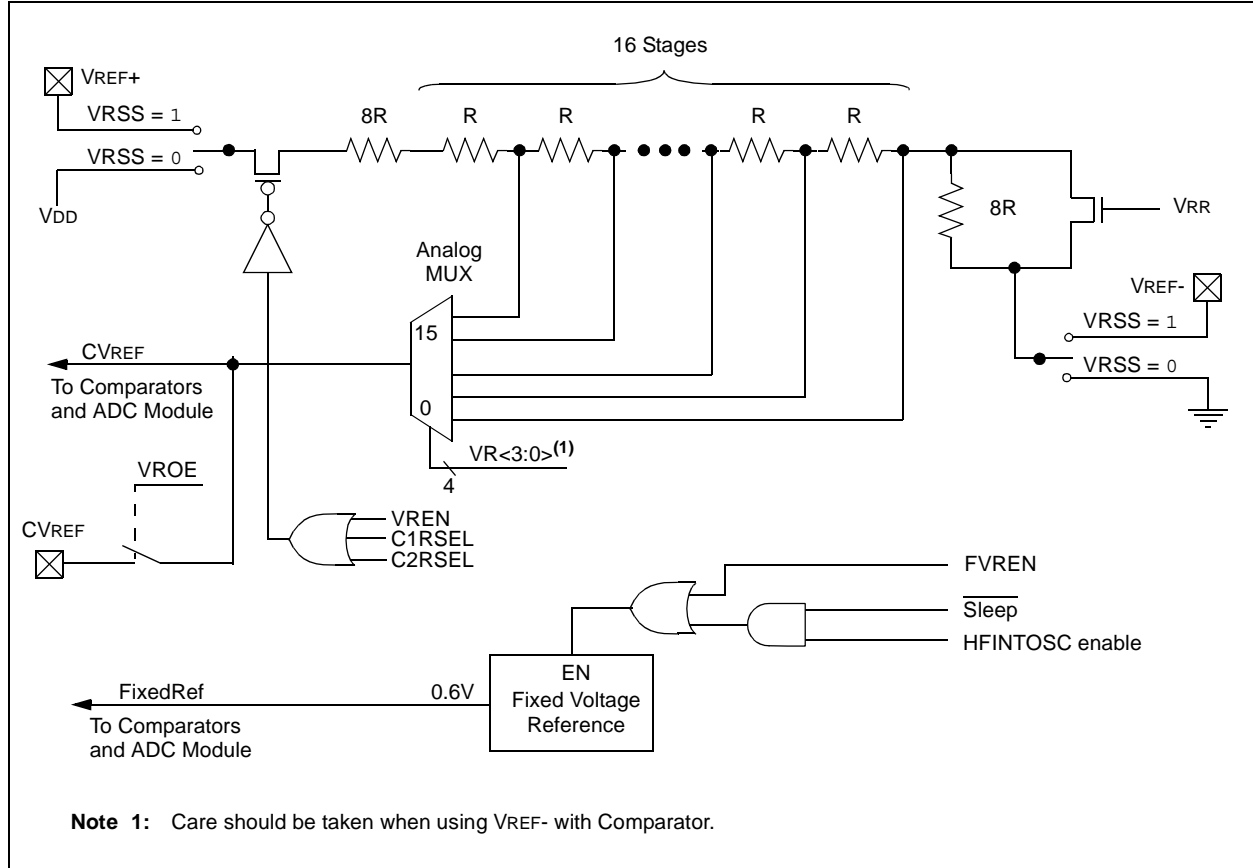 16 Stages
VREF+
VRSS = 1
8R
R
R
R
R
VRSS = 0
VDD
8R
VRR
Analog
MUX
VREF-
15
VRSS = 1
CVREF
VRSS = 0
To Comparators
and ADC Module
0
VR<3:0>(1)
4
VROE
CVREF
VREN
C1RSEL
C2RSEL
FVREN
Sleep
HFINTOSC enable
EN
FixedRef
0.6V
Fixed Voltage
Reference
To Comparators
and ADC Module
Note 1: Care should be taken when using VREF- with Comparator.